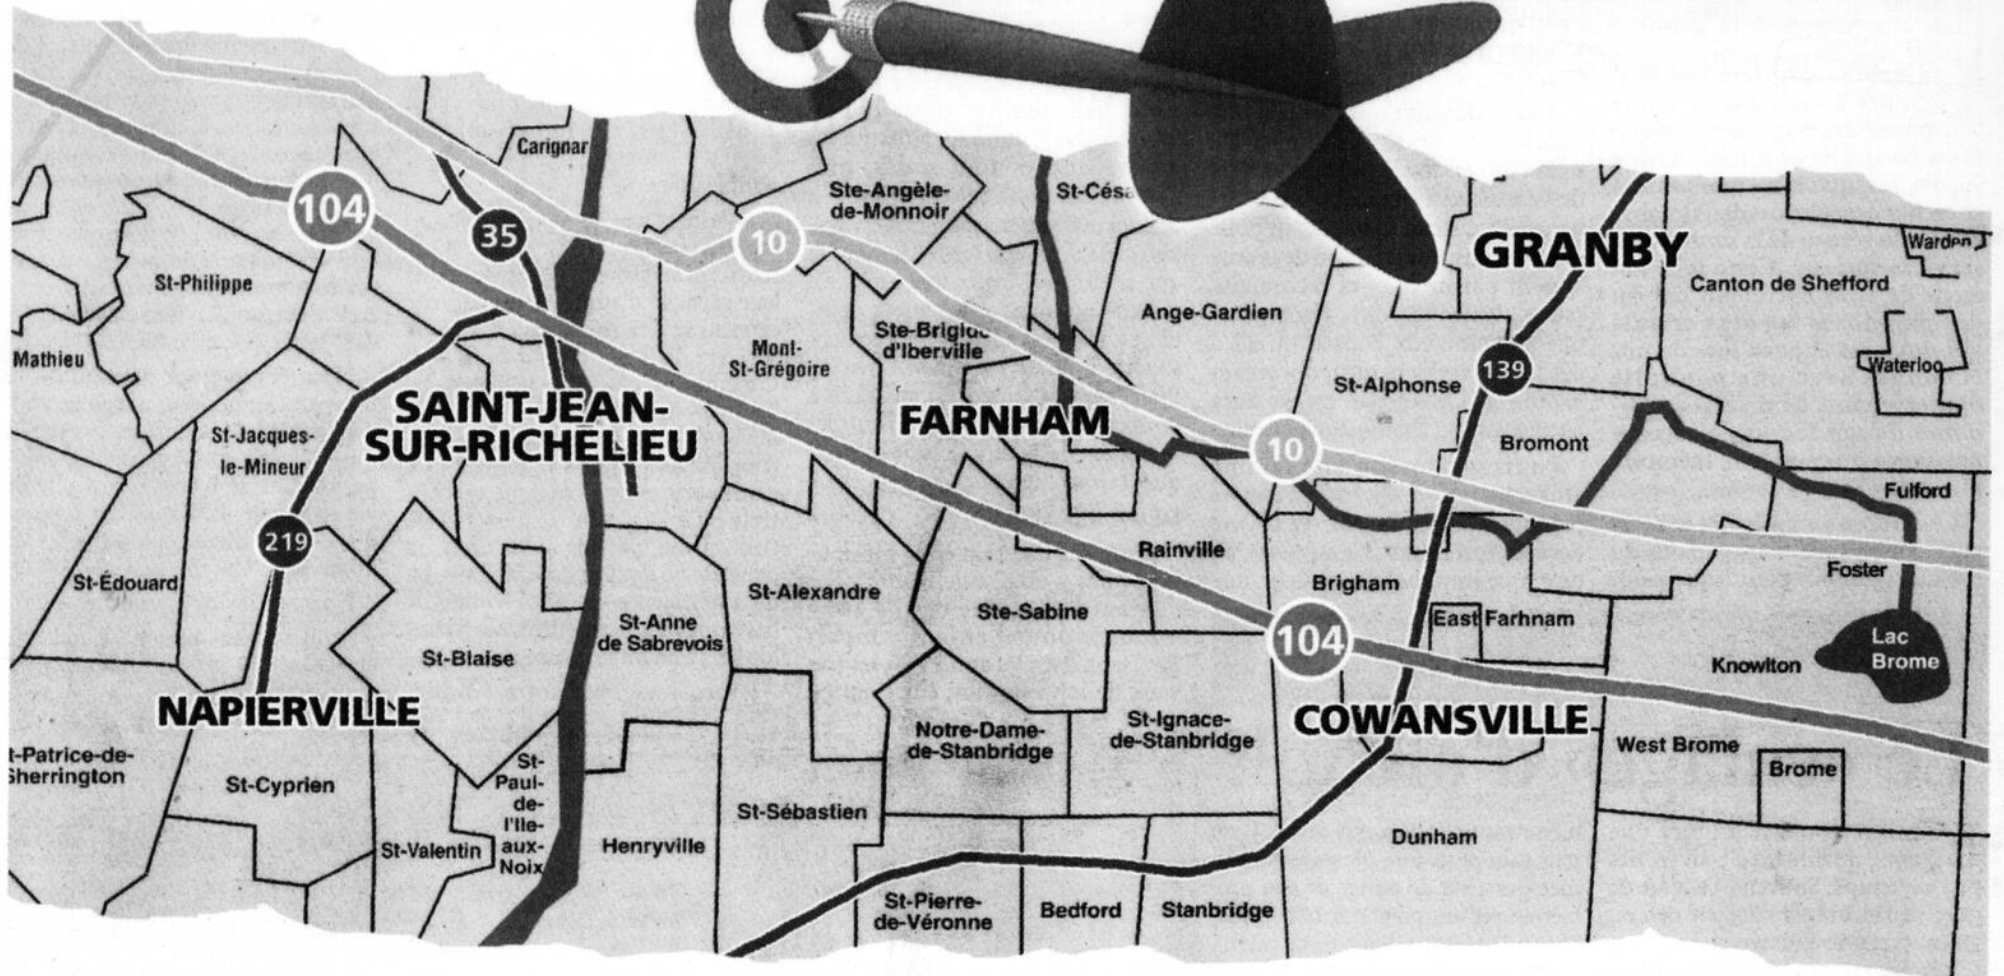 Carignar
Ste-Angèle-
de-Monnoir
St-Césa
104
35
10
GRANBY
Warden
Canton de Shefford
St-Philippe
Ange-Gardien
Mathieu
Mont-
St-Grégoire
Ste-Brigide
d'Iberville
139
Waterloo
St-Alphonse
SAINT-JEAN-
SUR-RICHELIEU
FARNHAM
St-Jacques-
le-Mineur
10
Bromont
Fulford
219
Rainville
Foster
St-Édouard
Brigham
St-Alexandre
Ste-Sabine
East Farhnam
St-Anne
de Sabrevois
104
Lac
Brome
St-Blaise
Knowlton
NAPIERVILLE
COWANSVILLE
Notre-Dame-
de-Stanbridge
St-Ignace-
de-Stanbridge
West Brome
t-Patrice-de-
Sherrington
Brome
St-Cyprien
St-
Paul-
de-
l'Ile-
aux-
Noix
St-Sébastien
St-Valentin
Henryville
Dunham
St-Pierre-
de-Véronne
Bedford
Stanbridge